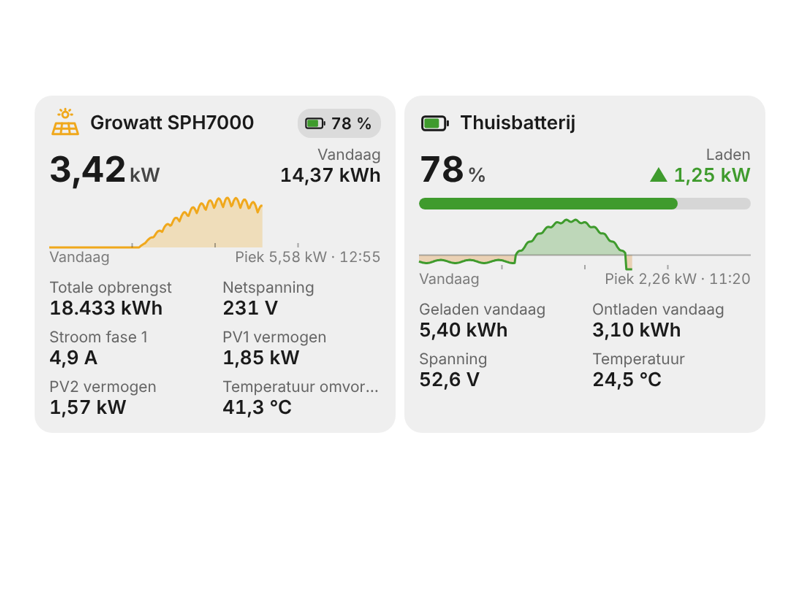 Growatt SPH7000
78 %
3,42 kW
Vandaag
14,37 kWh
Vandaag
Piek 5,58 kW · 12:55
Totale opbrengst
18.433 kWh
Netspanning
231 V
Stroom fase 1
4,9 A
PV1 vermogen
1,85 kW
PV2 vermogen
1,57 kW
Temperatuur omvor...
41,3 °C
Thuisbatterij
78 %
Laden
▲ 1,25 kW
Vandaag
Piek 2,26 kW · 11:20
Geladen vandaag
5,40 kWh
Ontladen vandaag
3,10 kWh
Spanning
52,6 V
Temperatuur
24,5 °C